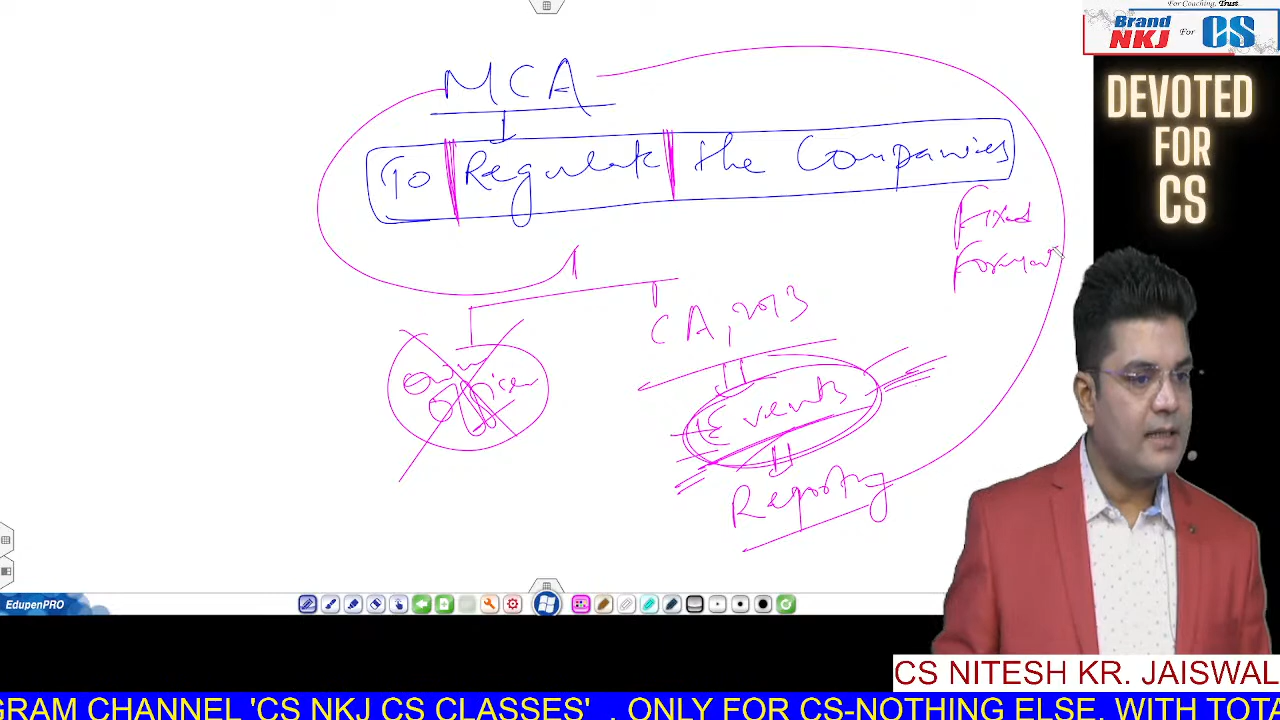 For Coaching, Trust
Brand
NKJ
For
CS
MCA
To Regulate the Companies
Fixed
Format
DEVOTED
FOR
CS
CA, 2013
Officer
Events
Reporting
EdupenPRO
CS NITESH KR. JAISWAL
GRAM CHANNEL 'CS NKJ CS CLASSES' , ONLY FOR CS-NOTHING ELSE, WITH TOTA